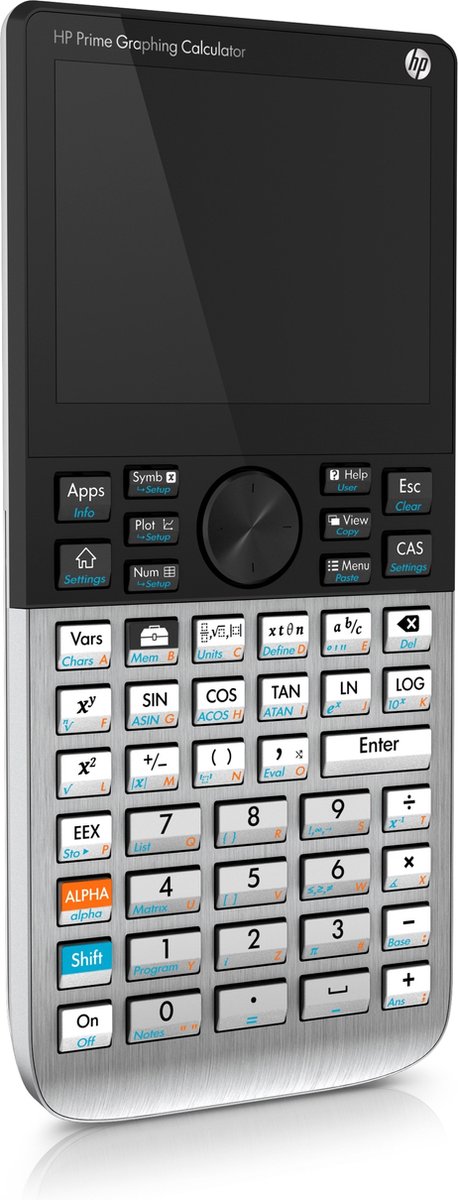 HP Prime Graphing Calculator
hp
Apps
Info
Symb
Setup
Help
User
Esc
Clear
Plot
Setup
View
Copy
Settings
Num
Setup
Menu
Paste
CAS
Settings
Vars
Chars A
Mem B
Units C
x t θ n
Define D
a b/c
E
Del
xʸ
ⁿ√ F
SIN
ASIN G
COS
ACOS H
TAN
ATAN I
LN
eˣ J
LOG
10ˣ K
x²
√ L
+/−
|x| M
( )
N
,
Eval O
Enter
EEX
Sto ▸ P
7
List Q
8
{ } R
9
!,∞,→ S
÷
x⁻¹ T
ALPHA
alpha
4
Matrix U
5
[ ] V
6
≤,≥,≠ W
×
∡ X
Shift
1
Program Y
2
i Z
3
π #
−
Base :
On
Off
0
Notes " "
.
=
_
+
Ans ;